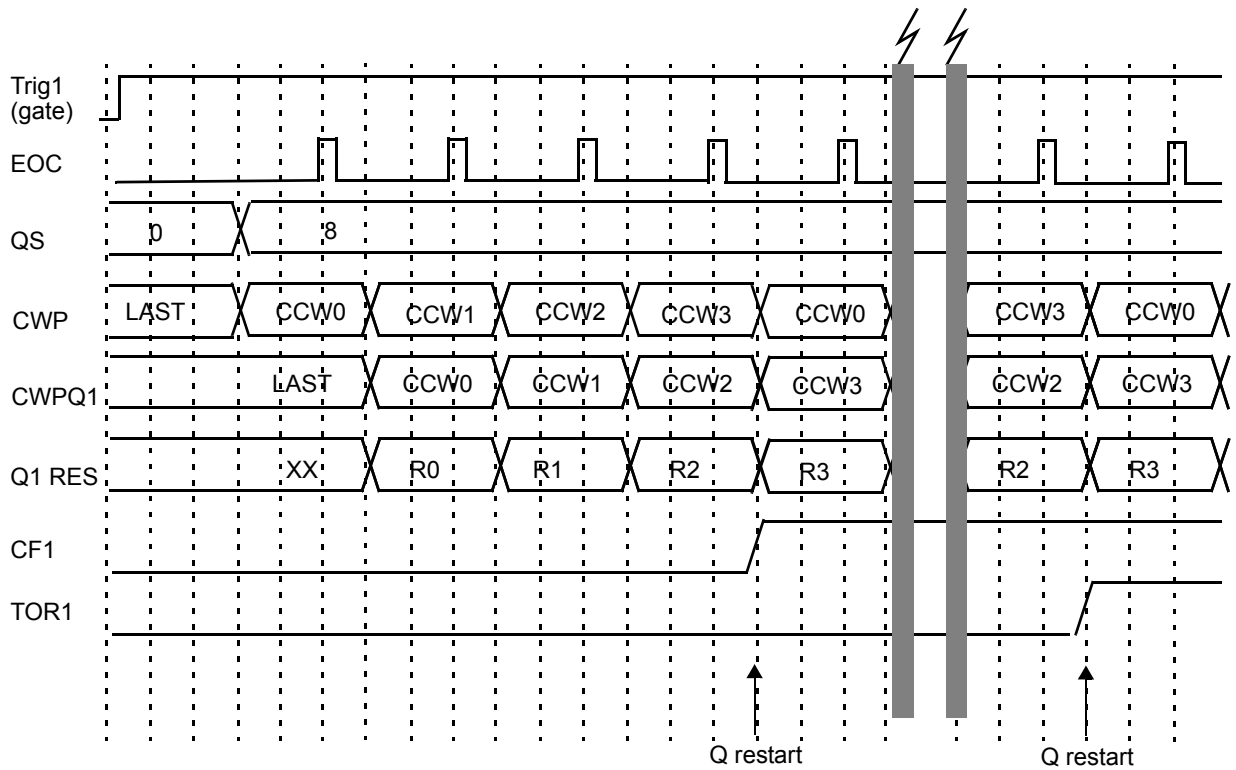 Trig1
(gate)
EOC
QS 0 8
CWP LAST CCW0 CCW1 CCW2 CCW3 CCW0 CCW3 CCW0
CWPQ1 LAST CCW0 CCW1 CCW2 CCW3 CCW2 CCW3
Q1 RES XX R0 R1 R2 R3 R2 R3
CF1
TOR1
Q restart Q restart